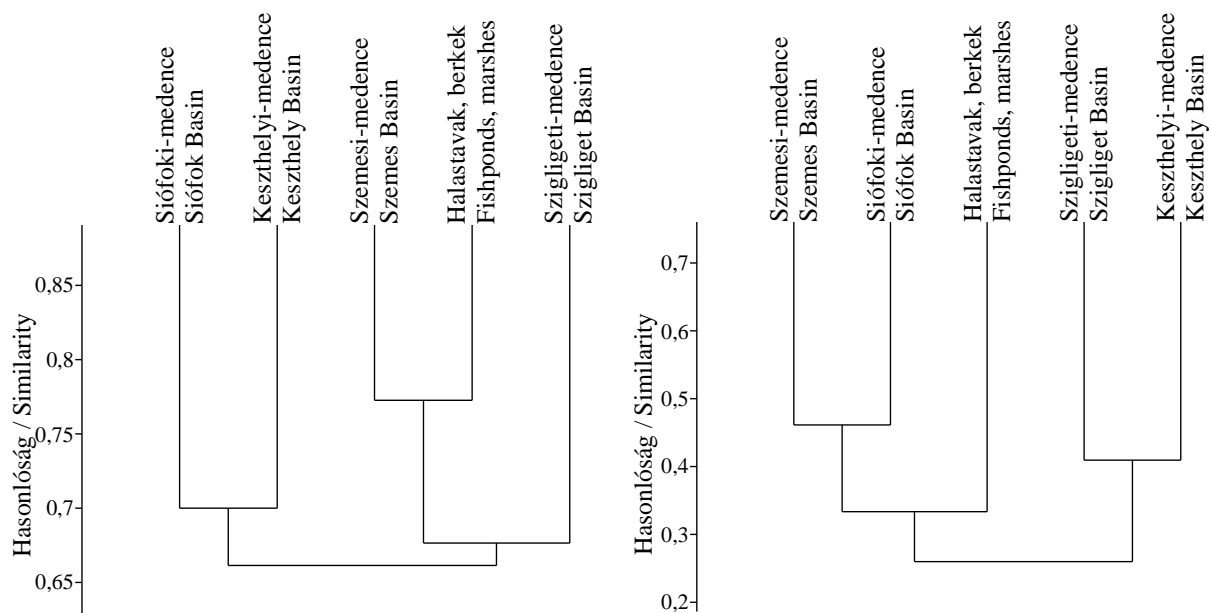 Siófoki-medence
Siófok Basin
Keszthelyi-medence
Keszthely Basin
Szemesi-medence
Szemes Basin
Halastavak, berkek
Fishponds, marshes
Szigligeti-medence
Szigliget Basin
Hasonlóság / Similarity
0,85
0,8
0,75
0,7
0,65
Szemesi-medence
Szemes Basin
Siófoki-medence
Siófok Basin
Halastavak, berkek
Fishponds, marshes
Szigligeti-medence
Szigliget Basin
Keszthelyi-medence
Keszthely Basin
Hasonlóság / Similarity
0,7
0,6
0,5
0,4
0,3
0,2